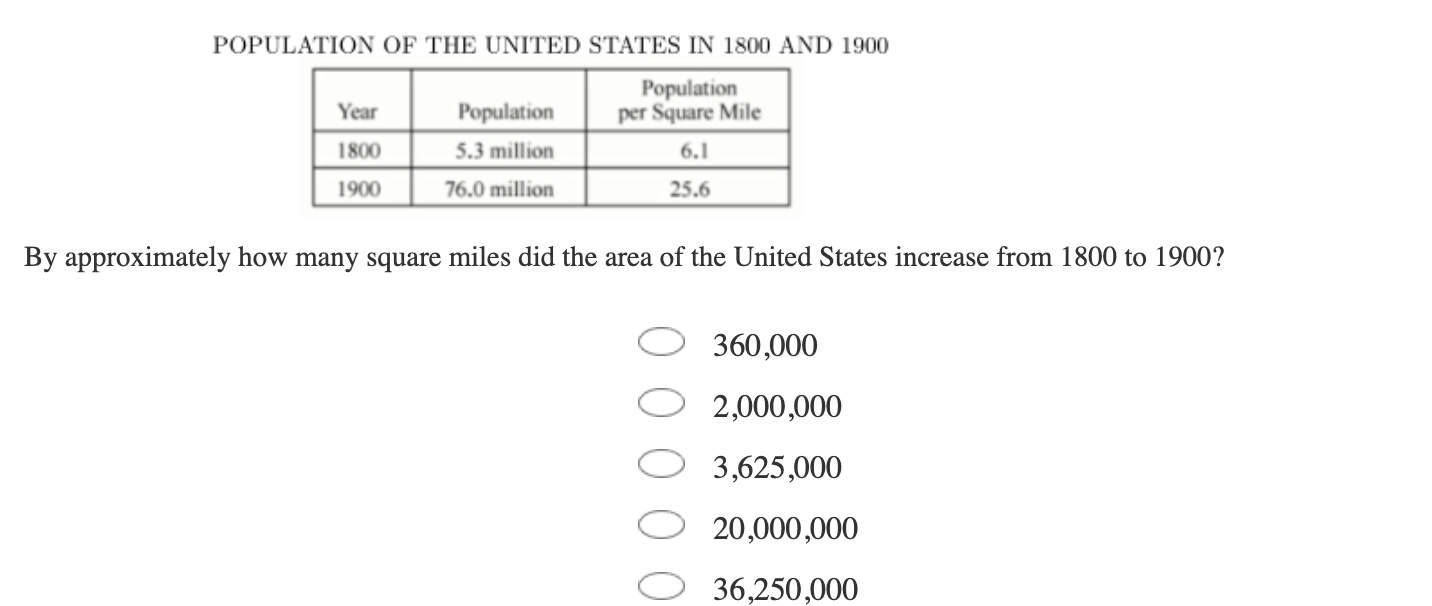 POPULATION OF THE UNITED STATES IN 1800 AND 1900
Year Population Population per Square Mile
1800 5.3 million 6.1
1900 76.0 million 25.6
By approximately how many square miles did the area of the United States increase from 1800 to 1900?
360,000
2,000,000
3,625,000
20,000,000
36,250,000